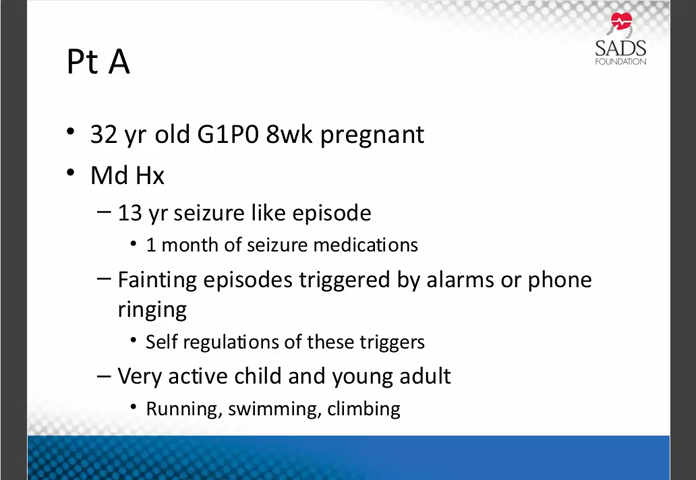 SADS
FOUNDATION
Pt A
• 32 yr old G1P0 8wk pregnant
• Md Hx
– 13 yr seizure like episode
• 1 month of seizure medications
– Fainting episodes triggered by alarms or phone
ringing
• Self regulations of these triggers
– Very active child and young adult
• Running, swimming, climbing